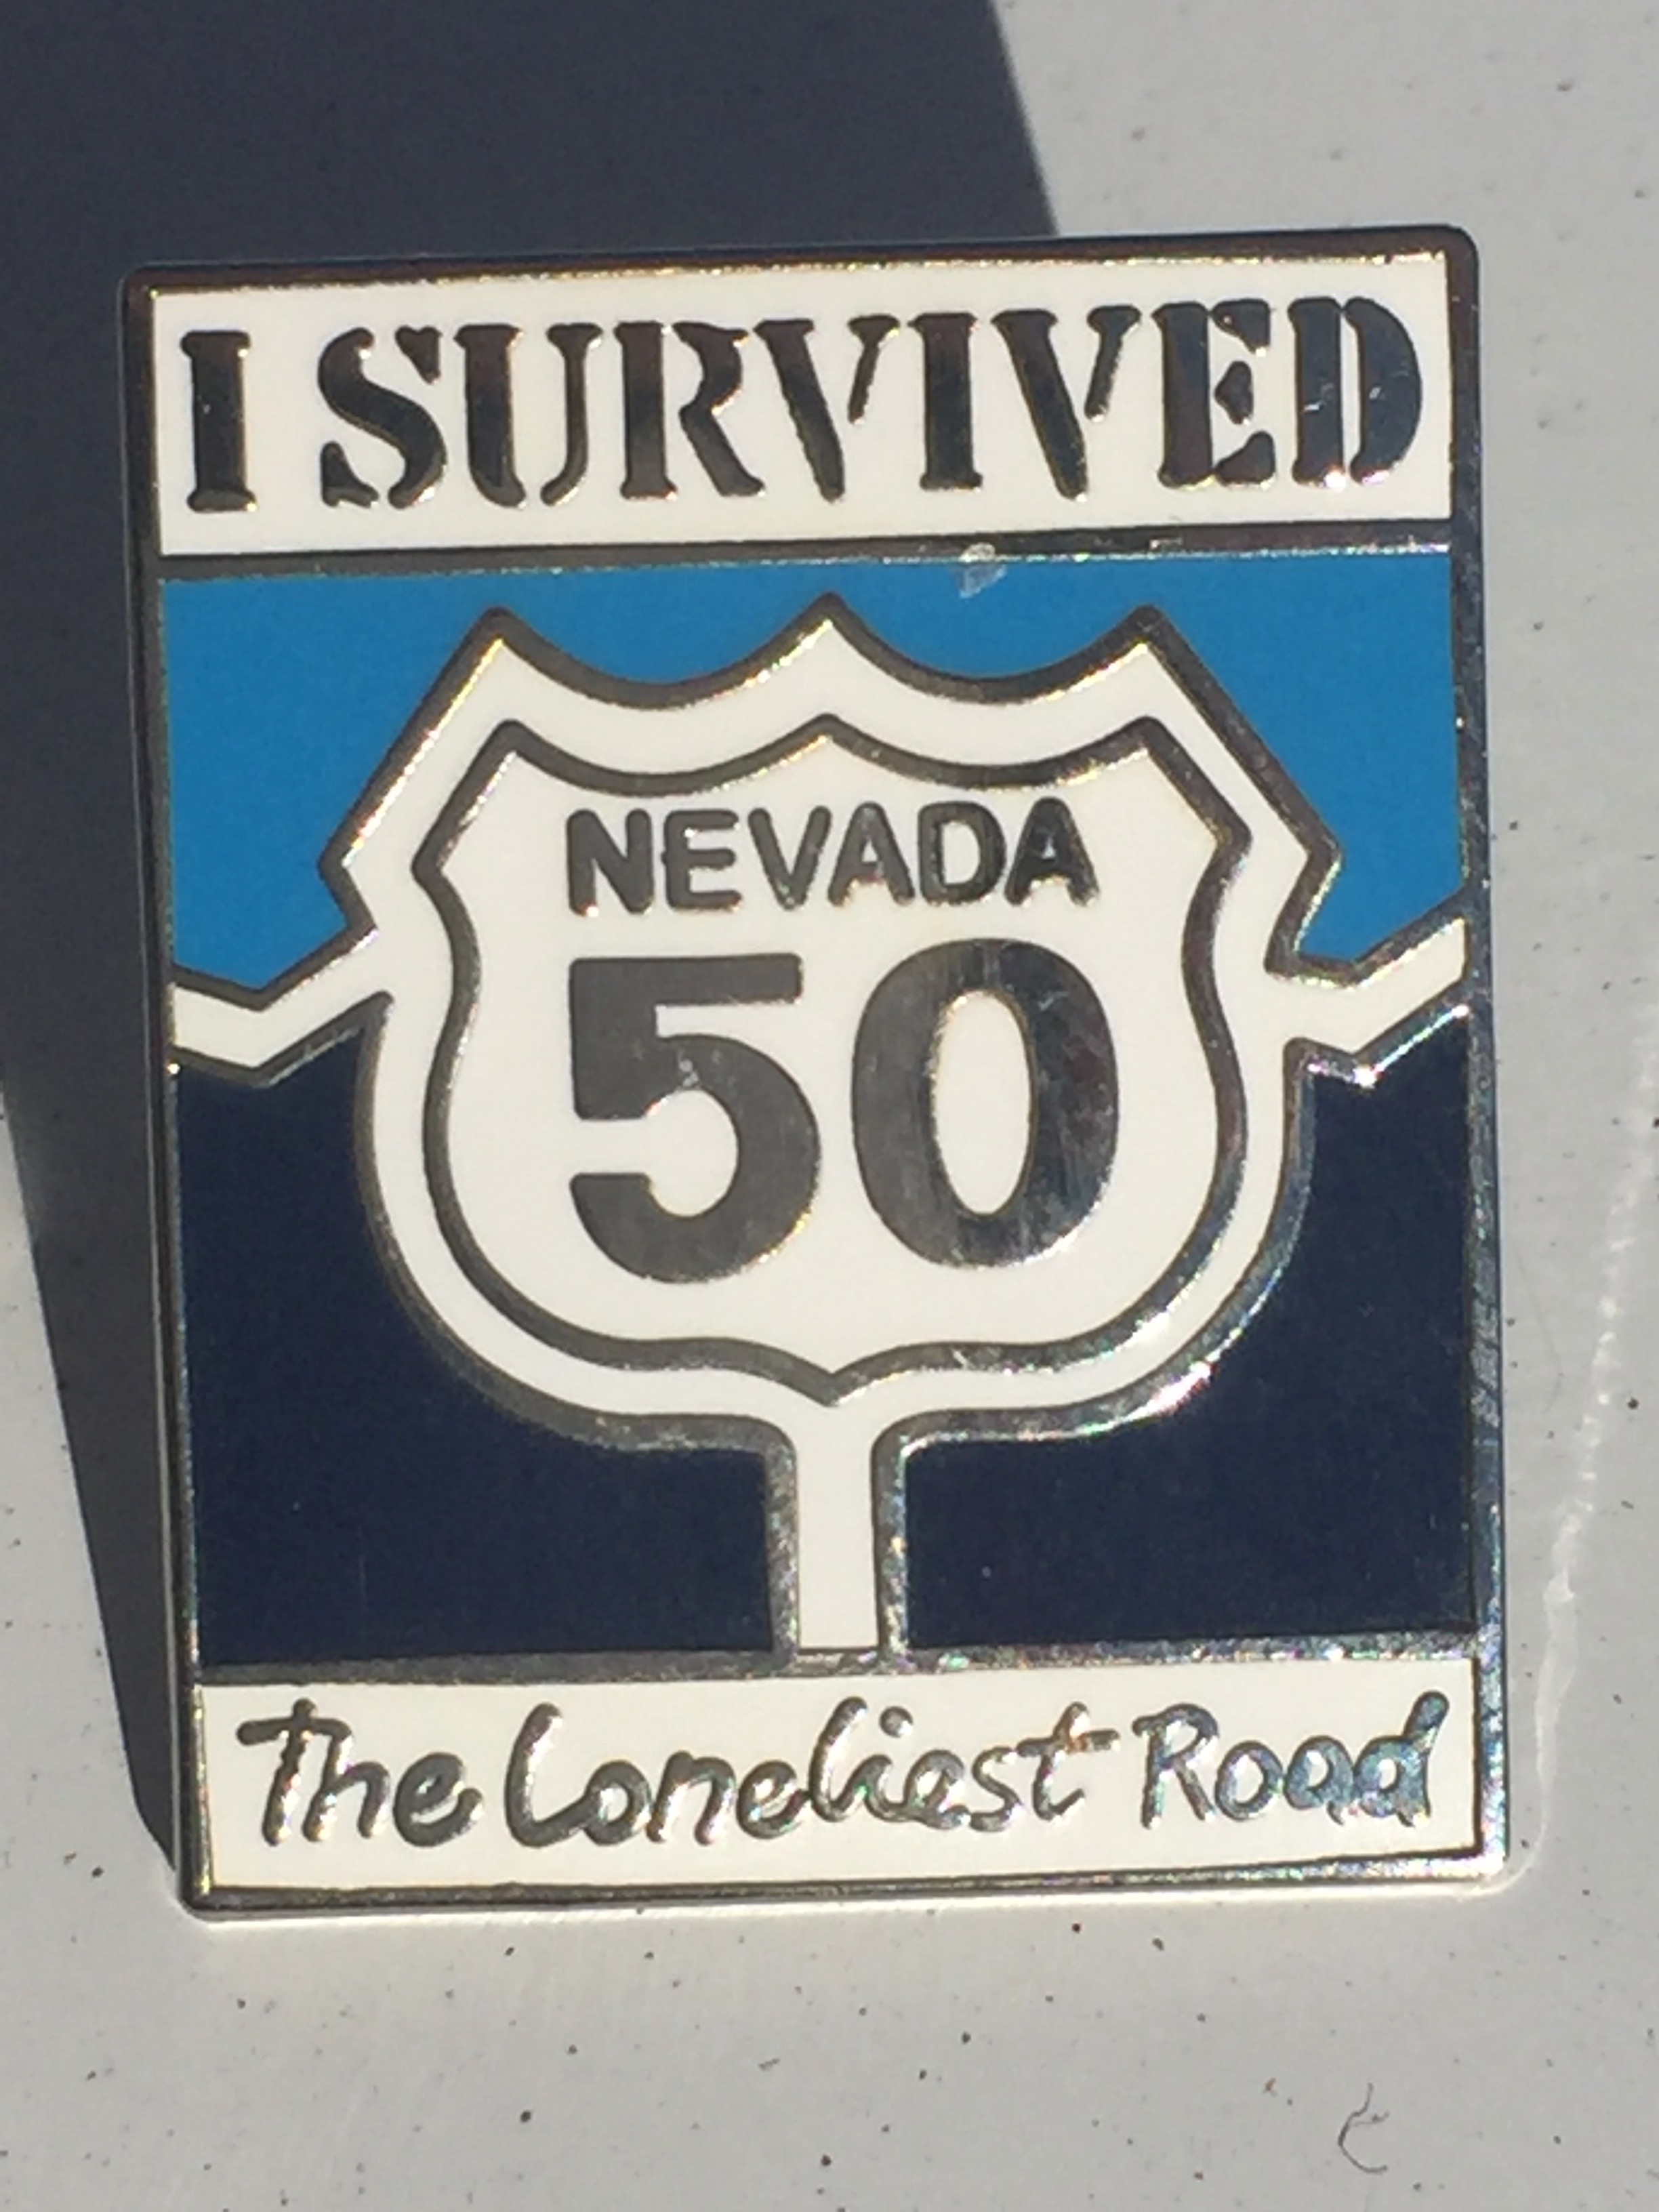 I SURVIVED
NEVADA
50
The Loneliest Road